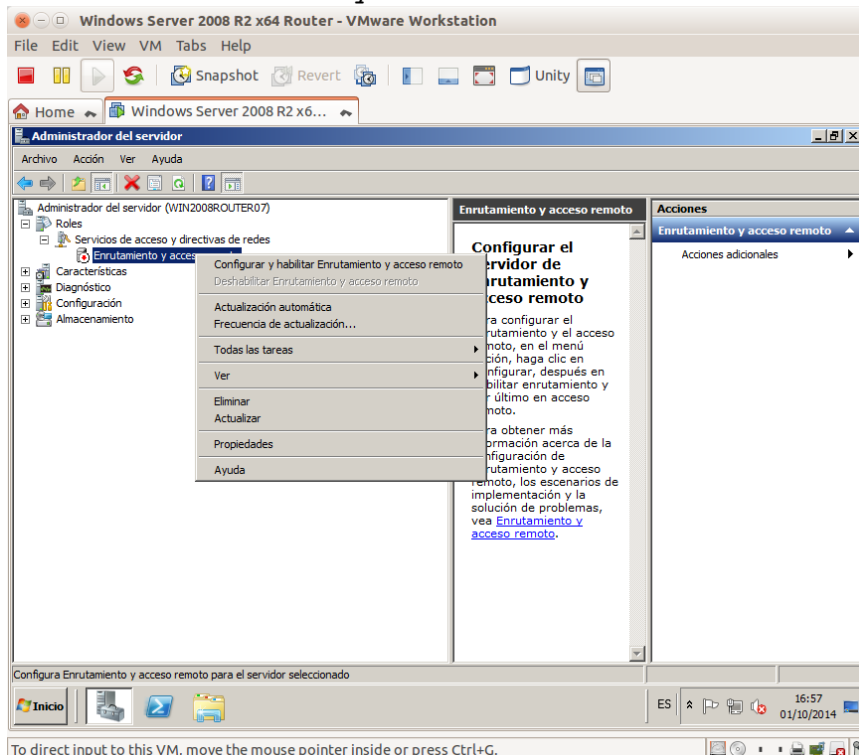 Windows Server 2008 R2 x64 Router - VMware Workstation
File Edit View VM Tabs Help
Snapshot Revert Unity
Home Windows Server 2008 R2 x6...
Administrador del servidor
Archivo Acción Ver Ayuda
Administrador del servidor (WIN2008ROUTER07)
Roles
Servicios de acceso y directivas de redes
Enrutamiento y acces
Características
Diagnóstico
Configuración
Almacenamiento
Configurar y habilitar Enrutamiento y acceso remoto
Deshabilitar Enrutamiento y acceso remoto
Actualización automática
Frecuencia de actualización...
Todas las tareas
Ver
Eliminar
Actualizar
Propiedades
Ayuda
Enrutamiento y acceso remoto
Configurar el
ervidor de
nrutamiento y
cceso remoto
ra configurar el
rutamiento y el acceso
moto, en el menú
ción, haga clic en
nfigurar, después en
bilitar enrutamiento y
r último en acceso
moto.
ra obtener más
ormación acerca de la
nfiguración de
rutamiento y acceso
remoto, los escenarios de
implementación y la
solución de problemas,
vea Enrutamiento y
acceso remoto.
Acciones
Enrutamiento y acceso remoto
Acciones adicionales
Configura Enrutamiento y acceso remoto para el servidor seleccionado
Inicio
ES
16:57
01/10/2014
To direct input to this VM, move the mouse pointer inside or press Ctrl+G.